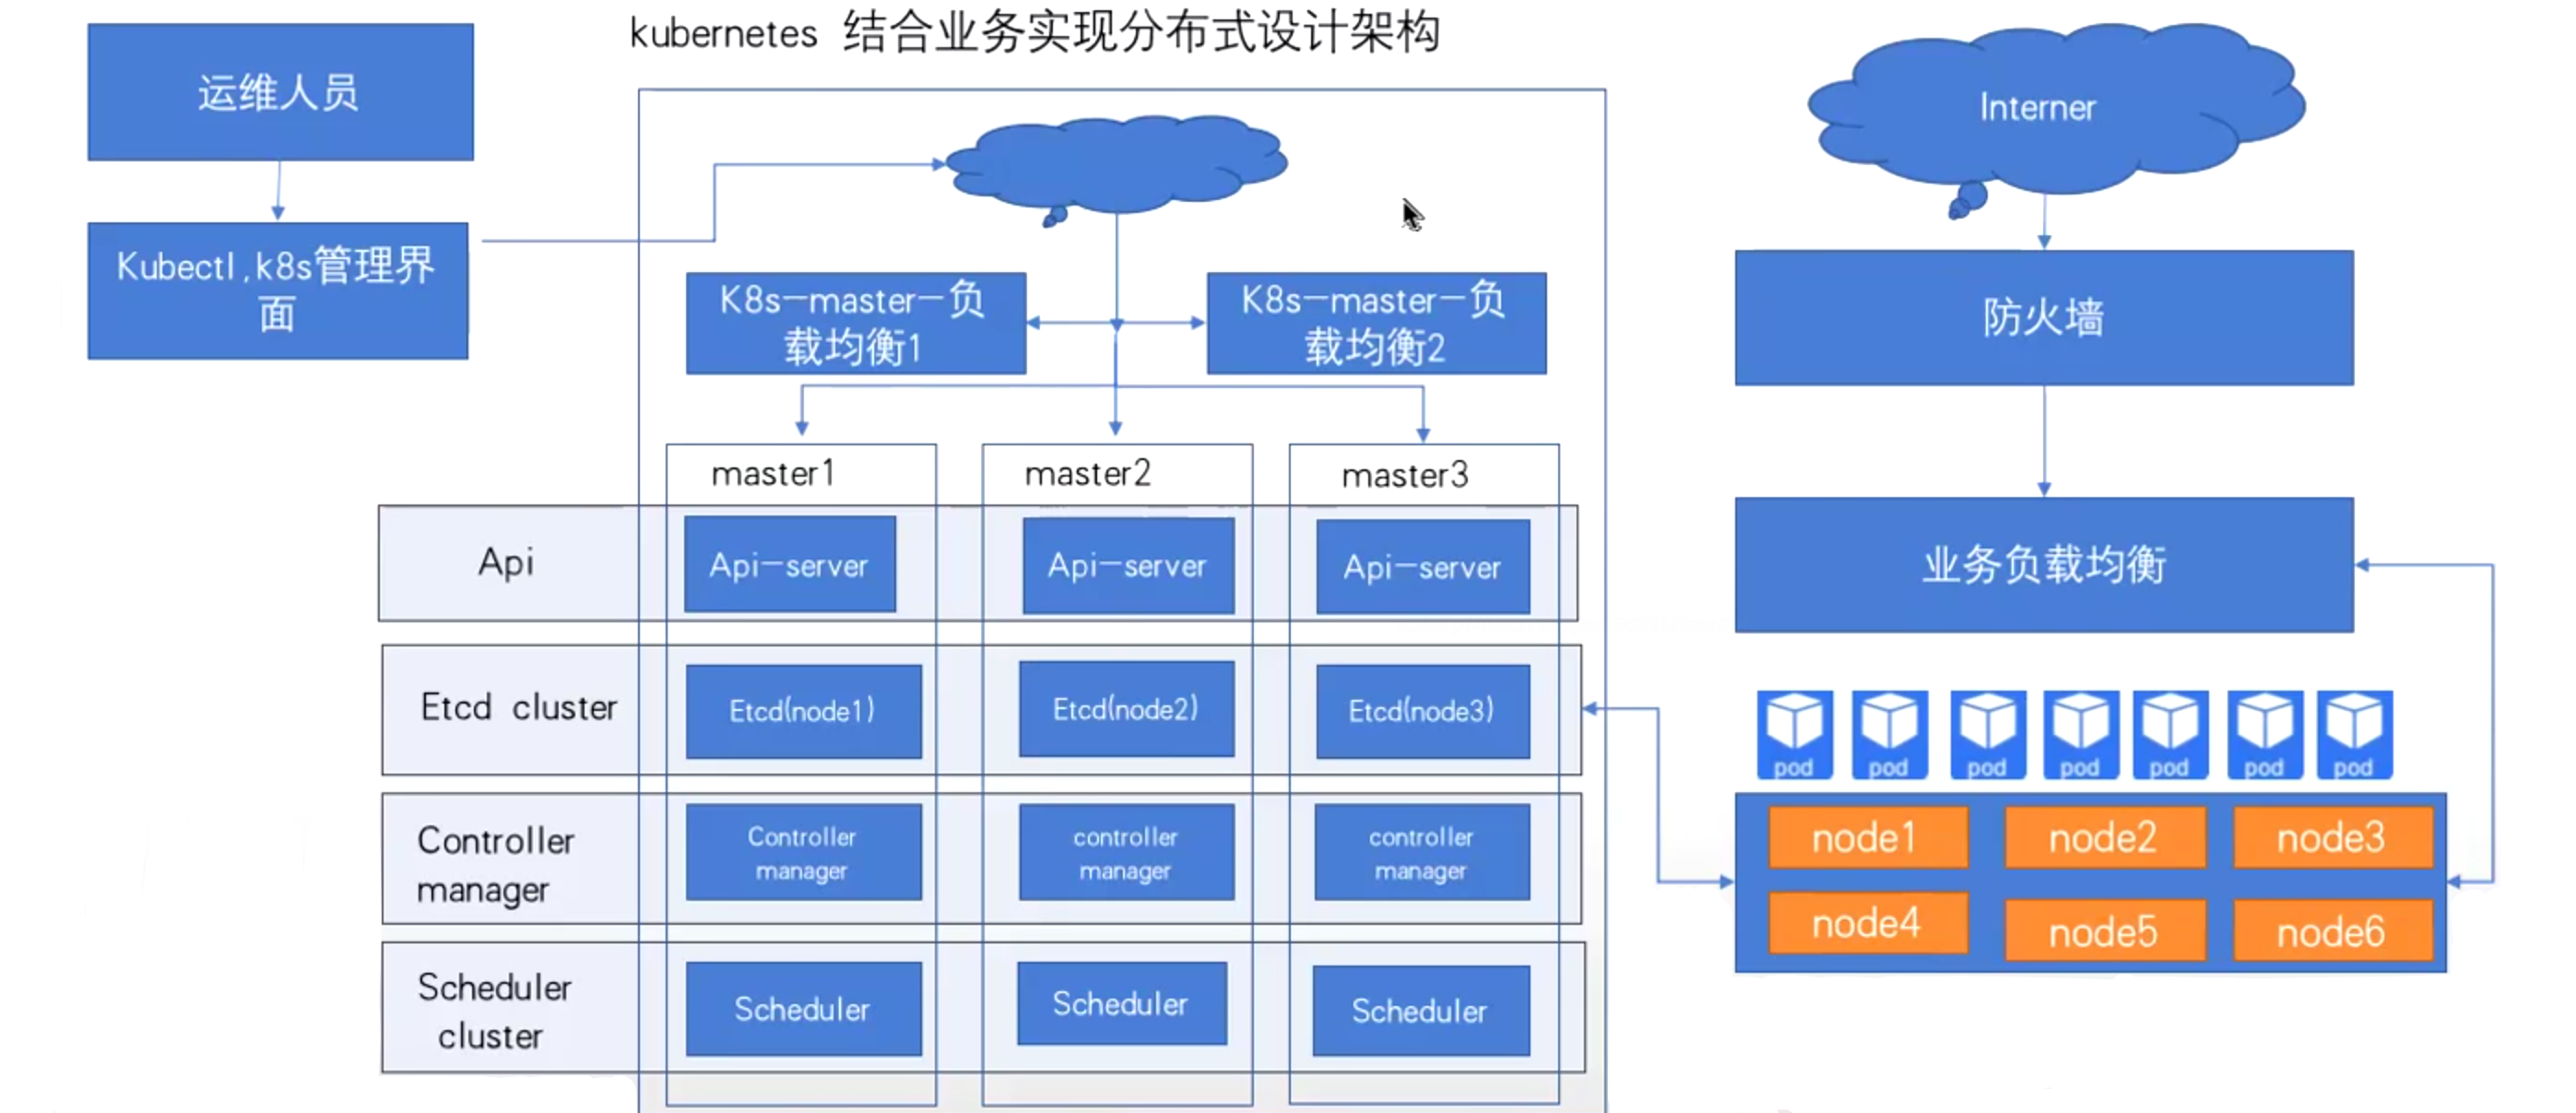 kubernetes 结合业务实现分布式设计架构
运维人员
Kubectl,k8s管理界
面
K8s-master-负
载均衡1
K8s-master-负
载均衡2
master1
master2
master3
Api
Api-server
Api-server
Api-server
Etcd cluster
Etcd(node1)
Etcd(node2)
Etcd(node3)
Controller
manager
Controller
manager
controller
manager
controller
manager
Scheduler
cluster
Scheduler
Scheduler
Scheduler
Interner
防火墙
业务负载均衡
pod
pod
pod
pod
pod
pod
pod
node1
node2
node3
node4
node5
node6